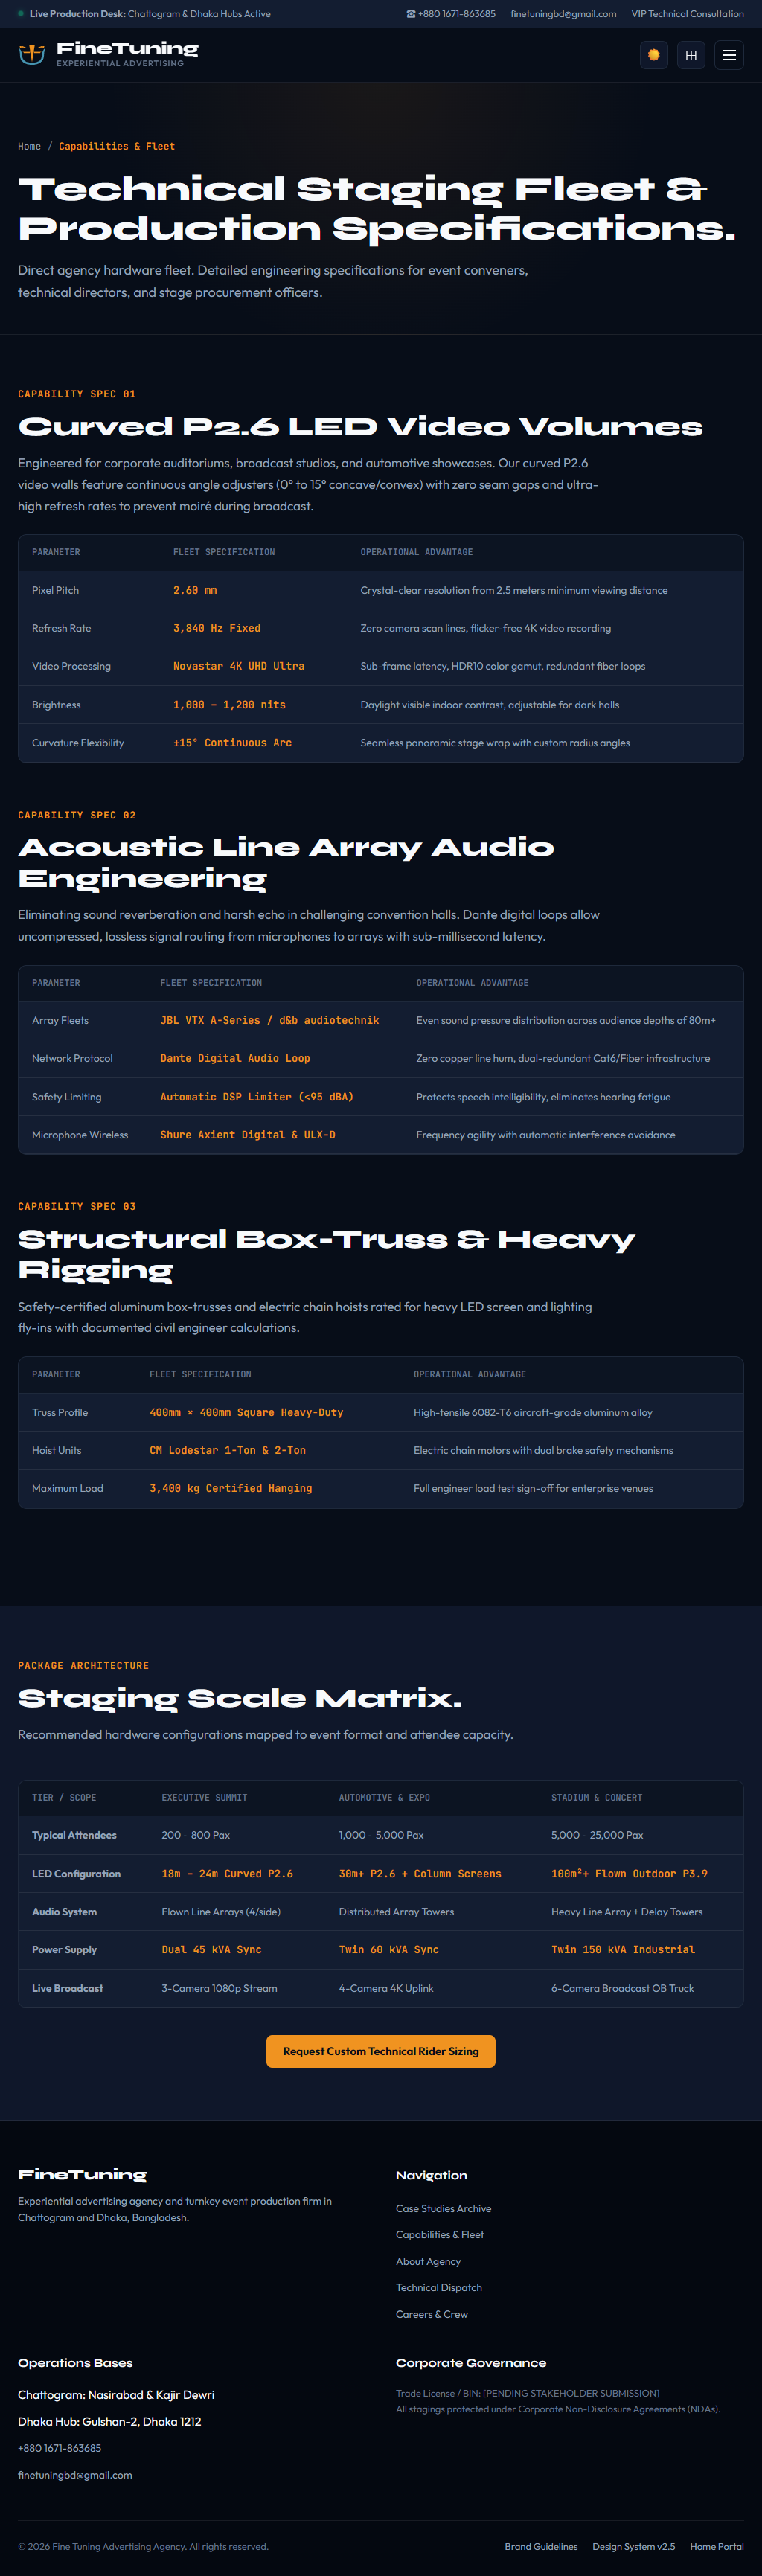 Live Production Desk: Chattogram & Dhaka Hubs Active
☎ +880 1671-863685 finetuningbd@gmail.com VIP Technical Consultation
FineTuning
EXPERIENTIAL ADVERTISING
Home / Capabilities & Fleet
Technical Staging Fleet &
Production Specifications.
Direct agency hardware fleet. Detailed engineering specifications for event conveners,
technical directors, and stage procurement officers.
CAPABILITY SPEC 01
Curved P2.6 LED Video Volumes
Engineered for corporate auditoriums, broadcast studios, and automotive showcases. Our curved P2.6
video walls feature continuous angle adjusters (0° to 15° concave/convex) with zero seam gaps and ultra-
high refresh rates to prevent moiré during broadcast.
PARAMETER FLEET SPECIFICATION OPERATIONAL ADVANTAGE
Pixel Pitch 2.60 mm Crystal-clear resolution from 2.5 meters minimum viewing distance
Refresh Rate 3,840 Hz Fixed Zero camera scan lines, flicker-free 4K video recording
Video Processing Novastar 4K UHD Ultra Sub-frame latency, HDR10 color gamut, redundant fiber loops
Brightness 1,000 – 1,200 nits Daylight visible indoor contrast, adjustable for dark halls
Curvature Flexibility ±15° Continuous Arc Seamless panoramic stage wrap with custom radius angles
CAPABILITY SPEC 02
Acoustic Line Array Audio
Engineering
Eliminating sound reverberation and harsh echo in challenging convention halls. Dante digital loops allow
uncompressed, lossless signal routing from microphones to arrays with sub-millisecond latency.
PARAMETER FLEET SPECIFICATION OPERATIONAL ADVANTAGE
Array Fleets JBL VTX A-Series / d&b audiotechnik Even sound pressure distribution across audience depths of 80m+
Network Protocol Dante Digital Audio Loop Zero copper line hum, dual-redundant Cat6/Fiber infrastructure
Safety Limiting Automatic DSP Limiter (<95 dBA) Protects speech intelligibility, eliminates hearing fatigue
Microphone Wireless Shure Axient Digital & ULX-D Frequency agility with automatic interference avoidance
CAPABILITY SPEC 03
Structural Box-Truss & Heavy
Rigging
Safety-certified aluminum box-trusses and electric chain hoists rated for heavy LED screen and lighting
fly-ins with documented civil engineer calculations.
PARAMETER FLEET SPECIFICATION OPERATIONAL ADVANTAGE
Truss Profile 400mm × 400mm Square Heavy-Duty High-tensile 6082-T6 aircraft-grade aluminum alloy
Hoist Units CM Lodestar 1-Ton & 2-Ton Electric chain motors with dual brake safety mechanisms
Maximum Load 3,400 kg Certified Hanging Full engineer load test sign-off for enterprise venues
PACKAGE ARCHITECTURE
Staging Scale Matrix.
Recommended hardware configurations mapped to event format and attendee capacity.
TIER / SCOPE EXECUTIVE SUMMIT AUTOMOTIVE & EXPO STADIUM & CONCERT
Typical Attendees 200 – 800 Pax 1,000 – 5,000 Pax 5,000 – 25,000 Pax
LED Configuration 18m – 24m Curved P2.6 30m+ P2.6 + Column Screens 100m²+ Flown Outdoor P3.9
Audio System Flown Line Arrays (4/side) Distributed Array Towers Heavy Line Array + Delay Towers
Power Supply Dual 45 kVA Sync Twin 60 kVA Sync Twin 150 kVA Industrial
Live Broadcast 3-Camera 1080p Stream 4-Camera 4K Uplink 6-Camera Broadcast OB Truck
Request Custom Technical Rider Sizing
FineTuning
Experiential advertising agency and turnkey event production firm in
Chattogram and Dhaka, Bangladesh.
Navigation
Case Studies Archive
Capabilities & Fleet
About Agency
Technical Dispatch
Careers & Crew
Operations Bases
Chattogram: Nasirabad & Kajir Dewri
Dhaka Hub: Gulshan-2, Dhaka 1212
+880 1671-863685
finetuningbd@gmail.com
Corporate Governance
Trade License / BIN: [PENDING STAKEHOLDER SUBMISSION]
All stagings protected under Corporate Non-Disclosure Agreements (NDAs).
© 2026 Fine Tuning Advertising Agency. All rights reserved.
Brand Guidelines Design System v2.5 Home Portal